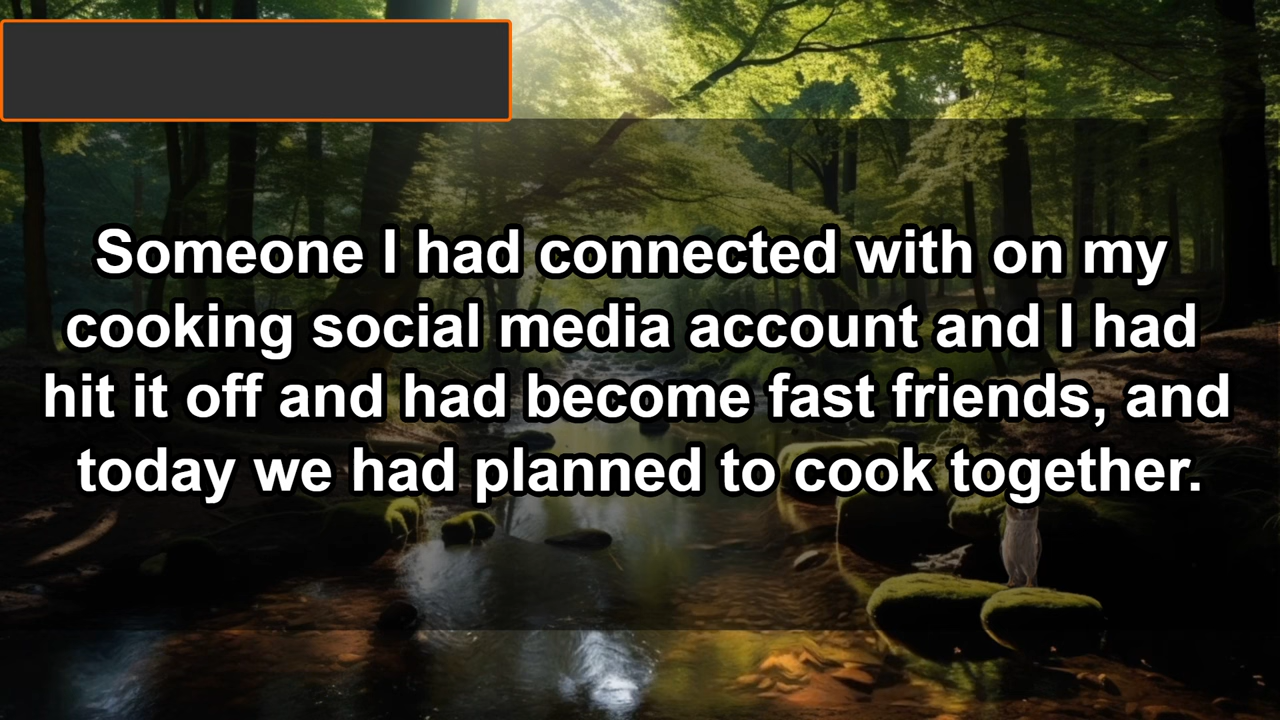 Someone I had connected with on my
cooking social media account and I had
hit it off and had become fast friends, and
today we had planned to cook together.